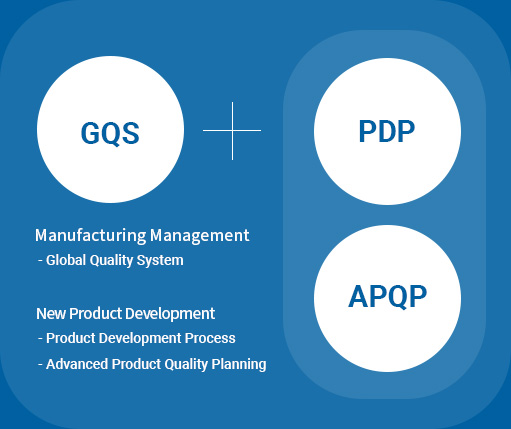 GQS
PDP
APQP
Manufacturing Management
- Global Quality System
New Product Development
- Product Development Process
- Advanced Product Quality Planning